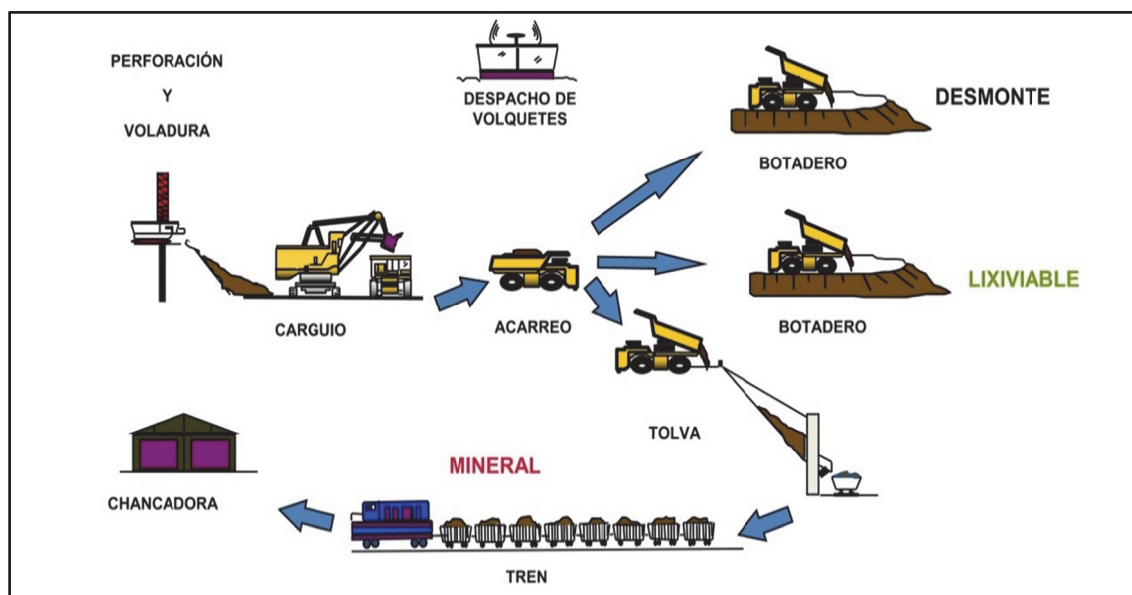 PERFORACIÓN
Y
VOLADURA
DESPACHO DE
VOLQUETES
DESMONTE
BOTADERO
LIXIVIABLE
BOTADERO
CARGUIO
ACARREO
TOLVA
MINERAL
CHANCADORA
TREN